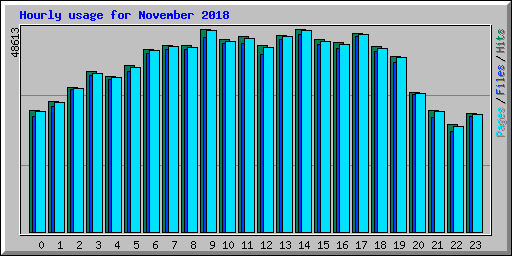 Hourly usage for November 2018
48613
Pages/Files/Hits
0 1 2 3 4 5 6 7 8 9 10 11 12 13 14 15 16 17 18 19 20 21 22 23